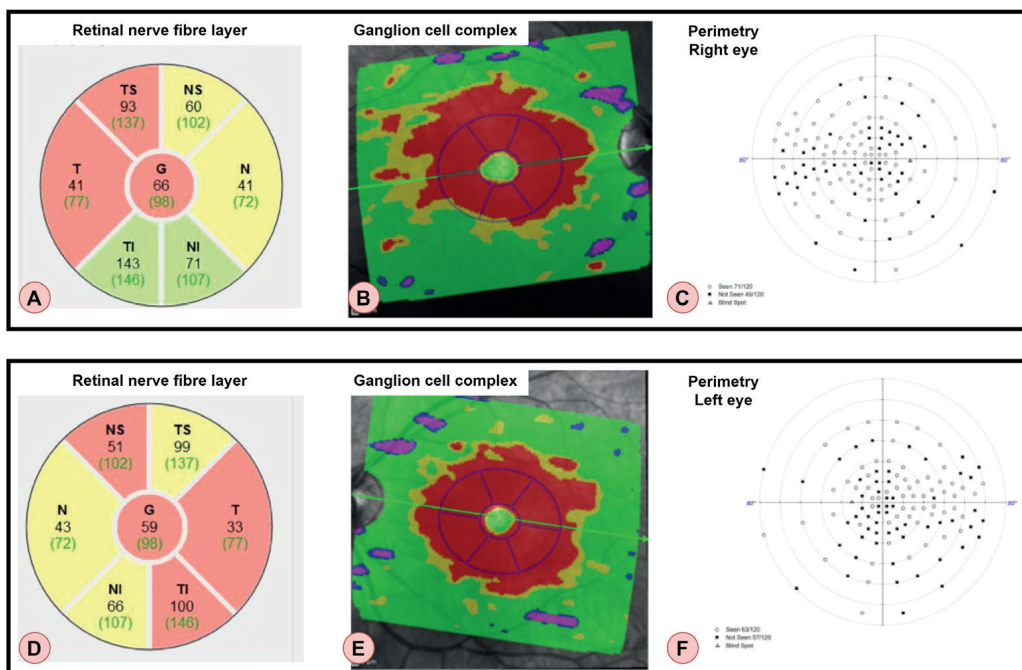 Retinal nerve fibre layer
Ganglion cell complex
Perimetry
Right eye
TS
93
(137)
NS
60
(102)
T
41
(77)
G
66
(98)
N
41
(72)
TI
143
(146)
NI
71
(107)
60°
60°
Seen 71/120
Not Seen 49/120
Blind Spot
A
B
C
Retinal nerve fibre layer
Ganglion cell complex
Perimetry
Left eye
NS
51
(102)
TS
99
(137)
N
43
(72)
G
59
(98)
T
33
(77)
NI
66
(107)
TI
100
(146)
60°
60°
Seen 63/120
Not Seen 57/120
Blind Spot
D
E
F